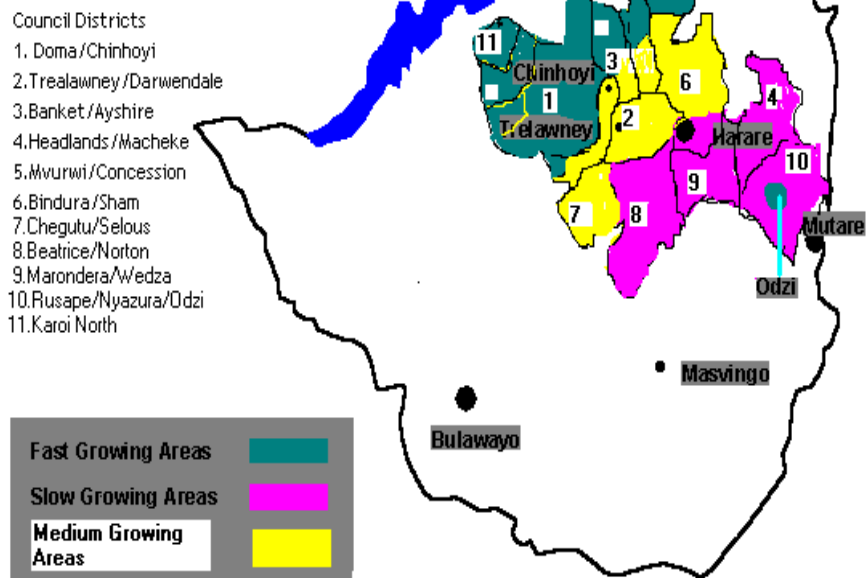 Council Districts
1. Doma/Chinhoyi
2.Trealawney/Darwendale
3.Banket/Ayshire
4.Headlands/Macheke
5.Mvurwi/Concession
6.Bindura/Sham
7.Chegutu/Selous
8.Beatrice/Norton
9.Marondera/Wedza
10.Rusape/Nyazura/Odzi
11.Karoi North
11
Chinhoyi
3
6
4
1
Trelawney
2
Harare
10
9
7
8
Mutare
Odzi
Masvingo
Bulawayo
Fast Growing Areas
Slow Growing Areas
Medium Growing
Areas